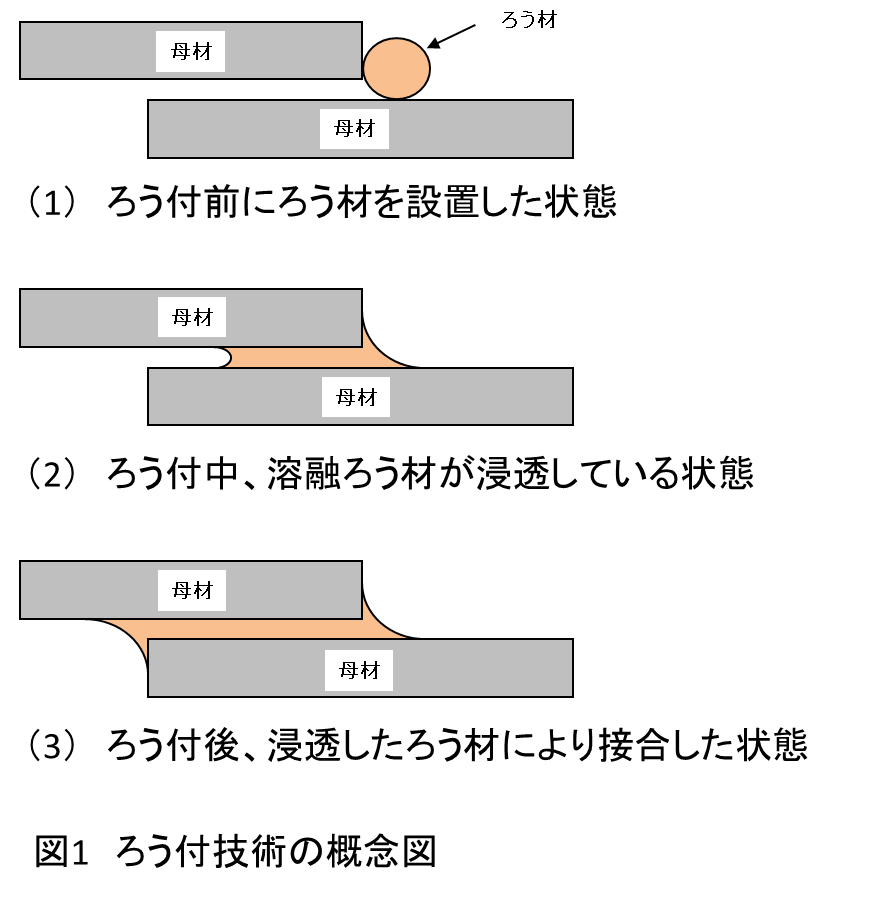 ろう材
母材
母材
（1）　ろう付前にろう材を設置した状態
母材
母材
（2）　ろう付中、溶融ろう材が浸透している状態
母材
母材
（3）　ろう付後、浸透したろう材により接合した状態
図1　ろう付技術の概念図